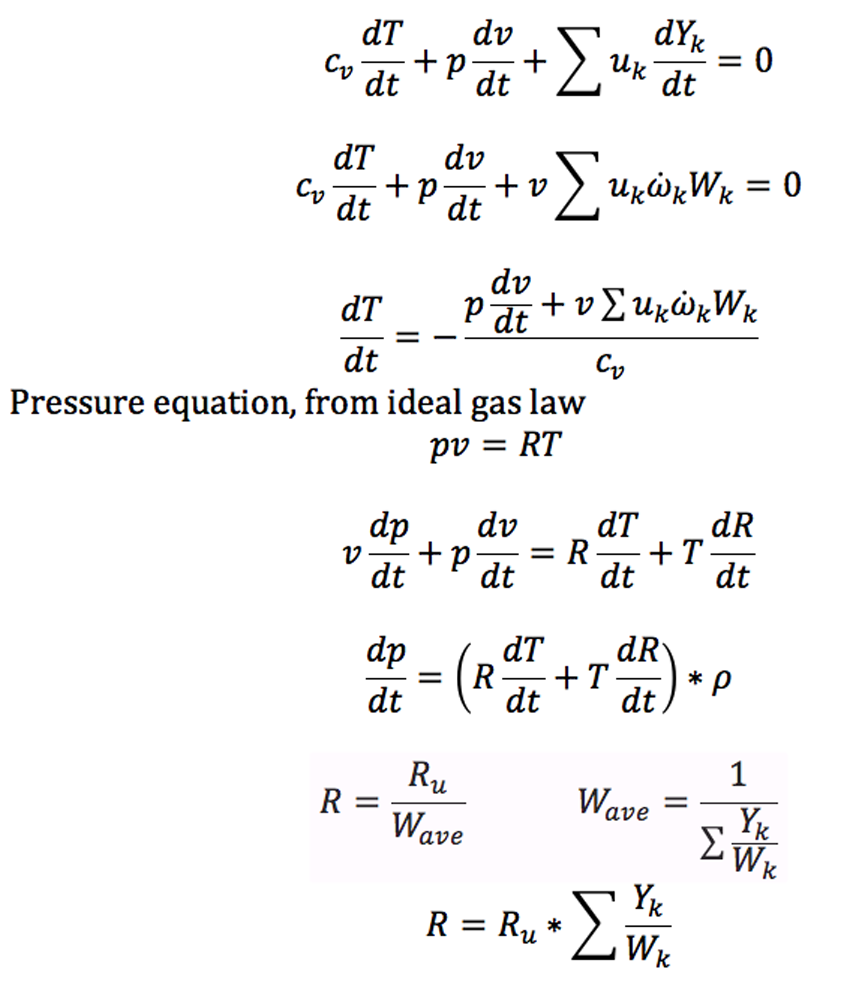 c_v dT/dt + p dv/dt + ∑ u_k dY_k/dt = 0
c_v dT/dt + p dv/dt + v ∑ u_k ω̇_k W_k = 0
dT/dt = − (p dv/dt + v ∑ u_k ω̇_k W_k) / c_v
Pressure equation, from ideal gas law
pv = RT
v dp/dt + p dv/dt = R dT/dt + T dR/dt
dp/dt = (R dT/dt + T dR/dt) * ρ
R = R_u / W_ave    W_ave = 1 / (∑ Y_k/W_k)
R = R_u * ∑ Y_k/W_k